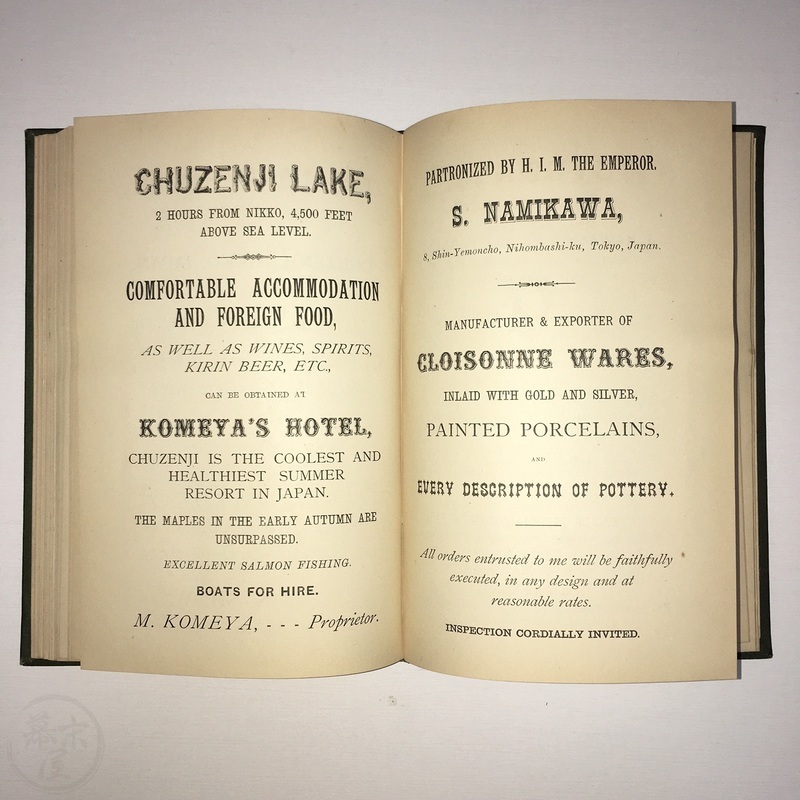 CHUZENJI LAKE,
2 HOURS FROM NIKKO, 4,500 FEET
ABOVE SEA LEVEL.
COMFORTABLE ACCOMMODATION
AND FOREIGN FOOD,
AS WELL AS WINES, SPIRITS,
KIRIN BEER, ETC.,
CAN BE OBTAINED AT
KOMEYA'S HOTEL,
CHUZENJI IS THE COOLEST AND
HEALTHIEST SUMMER
RESORT IN JAPAN.
THE MAPLES IN THE EARLY AUTUMN ARE
UNSURPASSED.
EXCELLENT SALMON FISHING.
BOATS FOR HIRE.
M. KOMEYA, - - - Proprietor.
PARTRONIZED BY H. I. M. THE EMPEROR.
S. NAMIKAWA,
8, Shin-Yemoncho, Nihombashi-ku, Tokyo, Japan.
MANUFACTURER & EXPORTER OF
CLOISONNE WARES,
INLAID WITH GOLD AND SILVER,
PAINTED PORCELAINS,
AND
EVERY DESCRIPTION OF POTTERY.
All orders entrusted to me will be faithfully
executed, in any design and at
reasonable rates.
INSPECTION CORDIALLY INVITED.
幕末屋